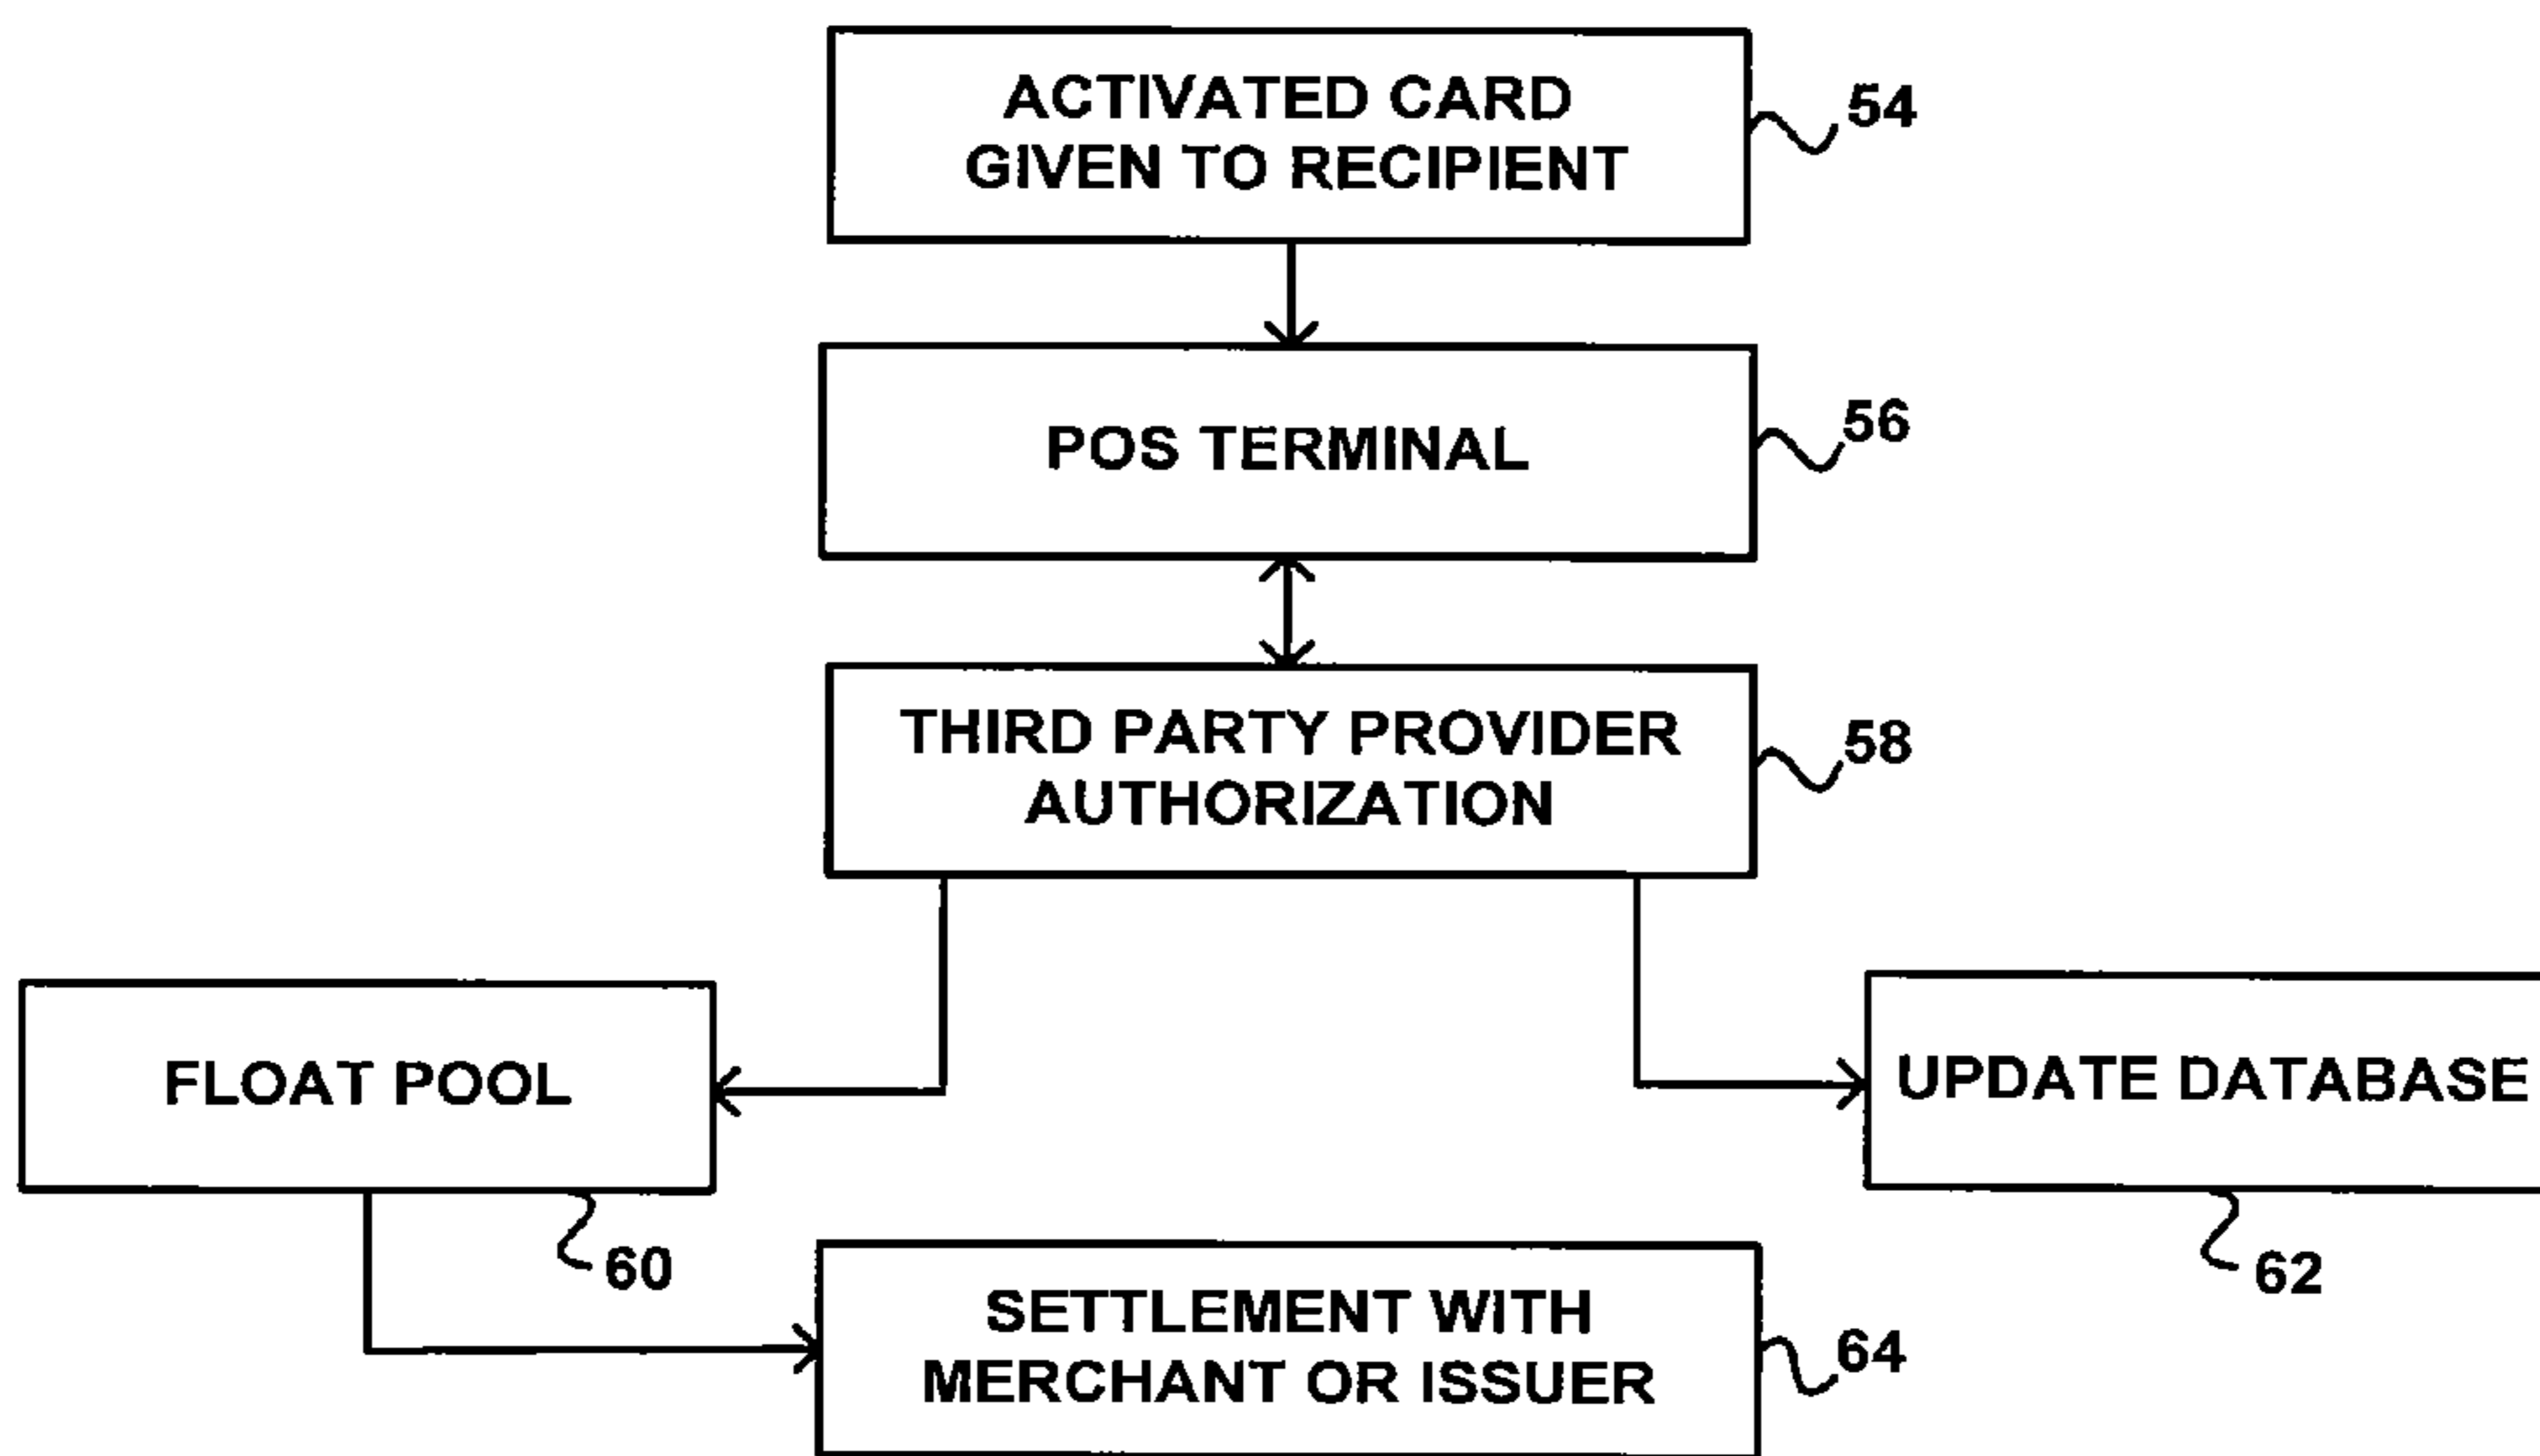 ACTIVATED CARD
GIVEN TO RECIPIENT
54
POS TERMINAL
56
THIRD PARTY PROVIDER
AUTHORIZATION
58
FLOAT POOL
60
UPDATE DATABASE
62
SETTLEMENT WITH
MERCHANT OR ISSUER
64